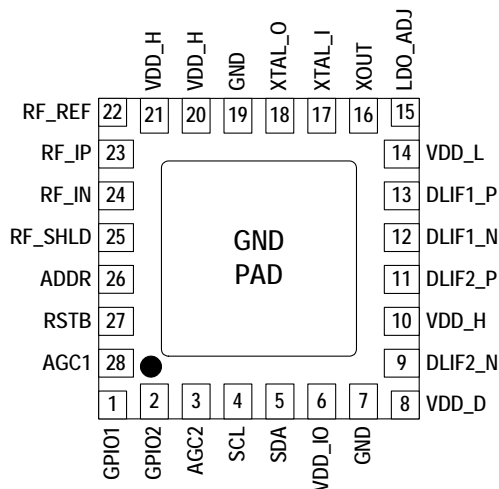 VDD_H
VDD_H
GND
XTAL_O
XTAL_I
XOUT
LDO_ADJ
RF_REF 22 21 20 19 18 17 16 15
RF_IP 23 14 VDD_L
RF_IN 24 13 DLIF1_P
RF_SHLD 25 12 DLIF1_N
GND
PAD
ADDR 26 11 DLIF2_P
RSTB 27 10 VDD_H
AGC1 28 9 DLIF2_N
1 2 3 4 5 6 7 8 VDD_D
GPIO1
GPIO2
AGC2
SCL
SDA
VDD_IO
GND